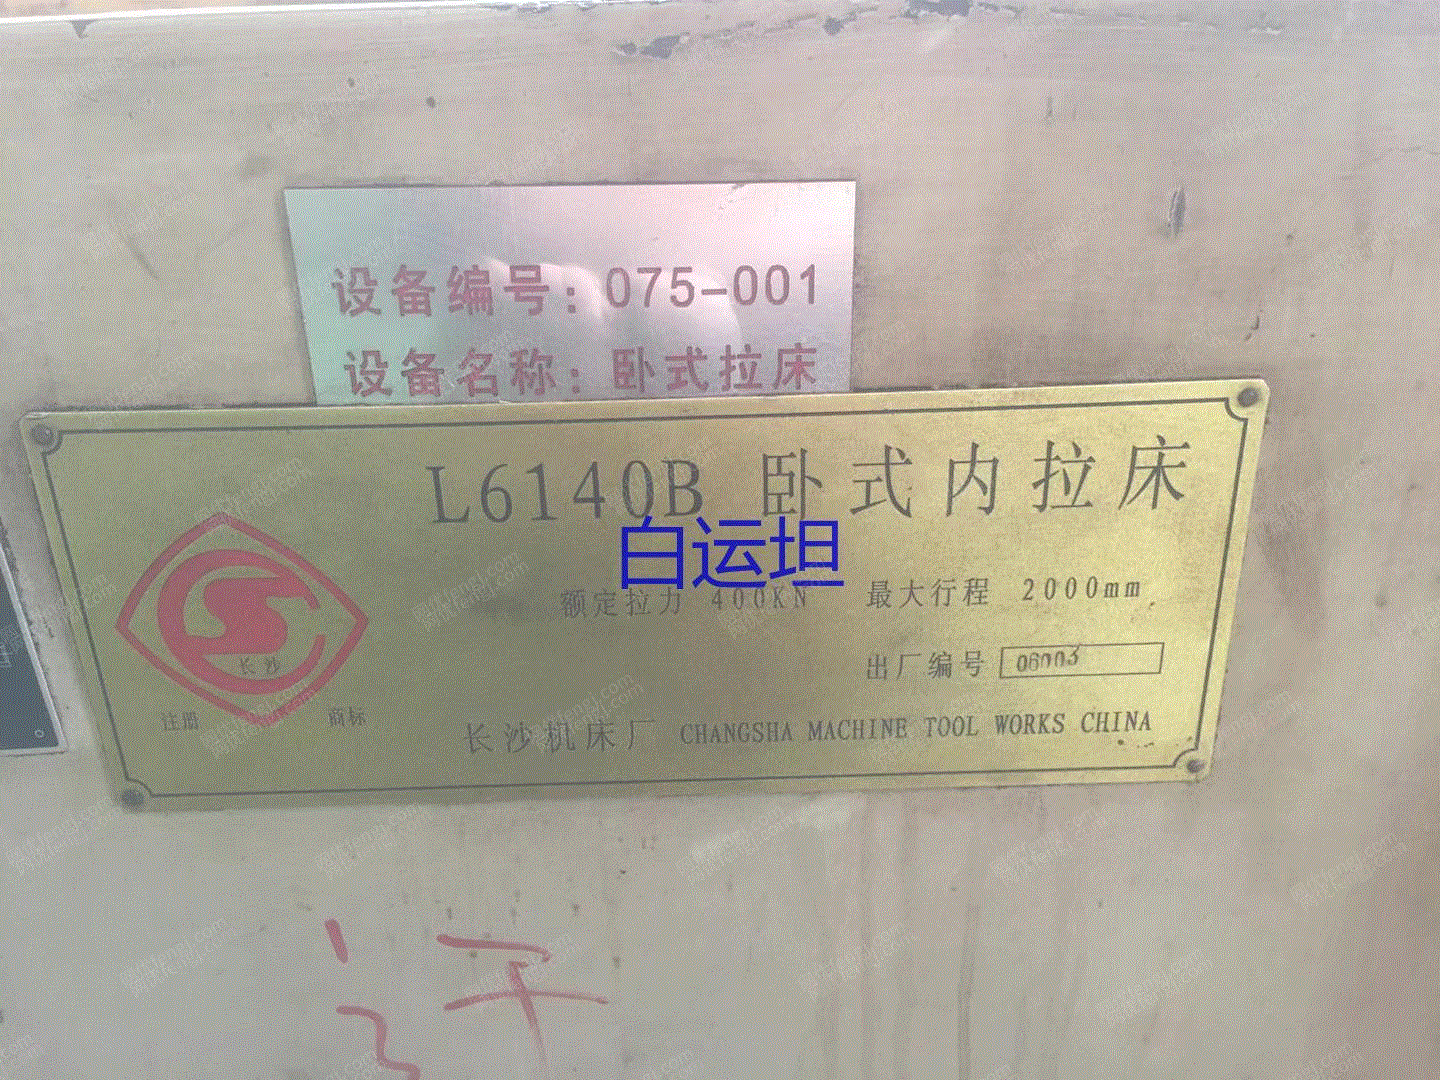 设备编号：075-001
设备名称：卧式拉床
L6140B 卧式内拉床
白运坦
额定拉力 400KN 最大行程 2000mm
出厂编号 06003
长沙
注册 商标
长沙机床厂 CHANGSHA MACHINE TOOL WORKS CHINA